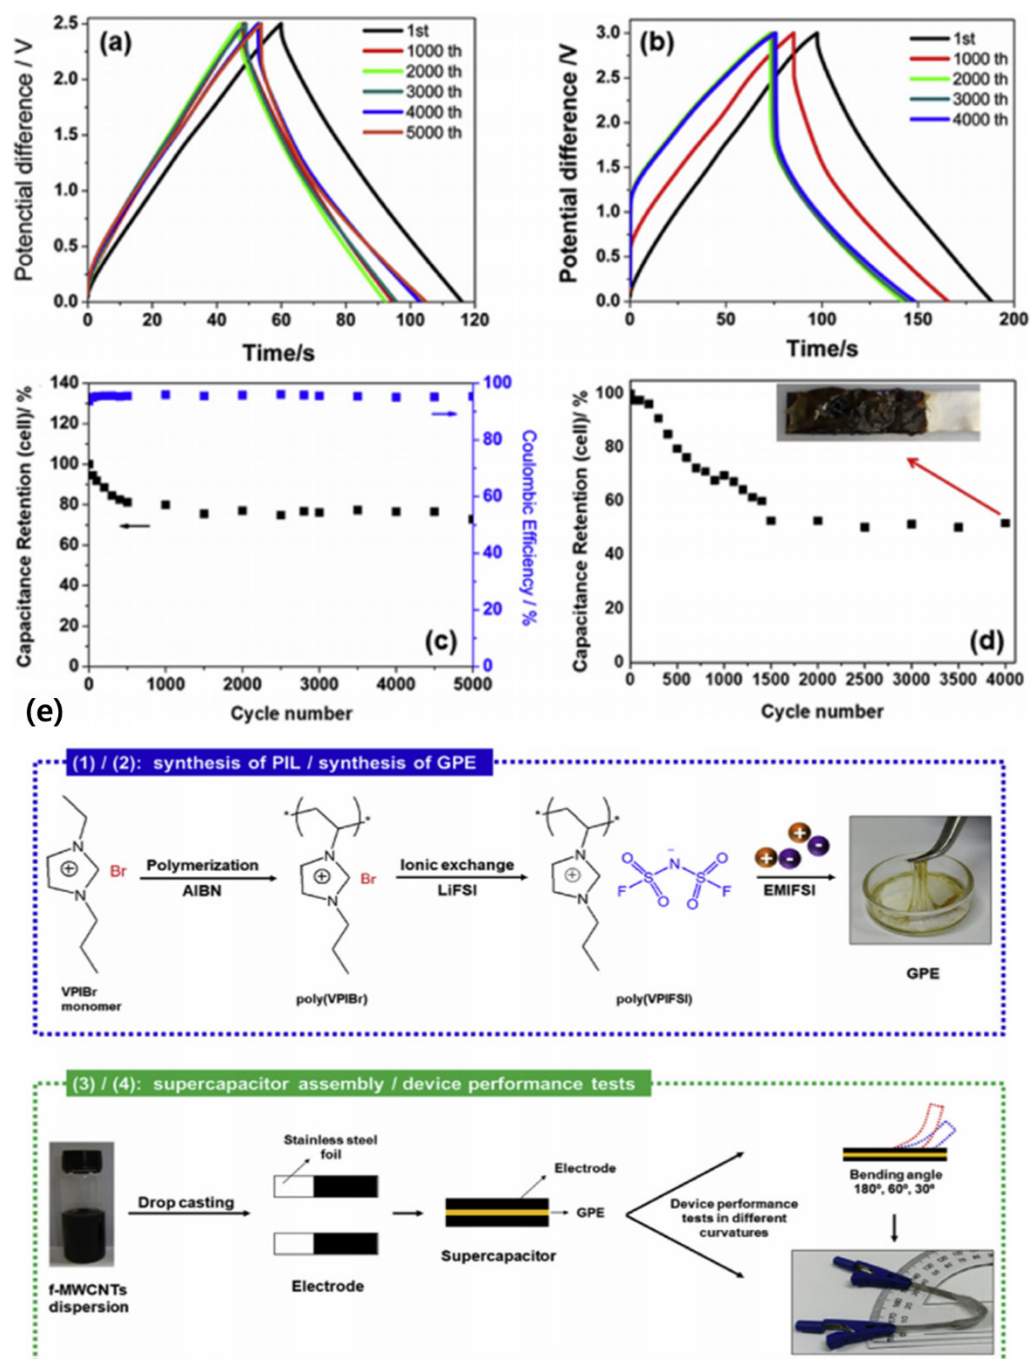 (a)
Potencial difference / V
2.5
2.0
1.5
1.0
0.5
0.0
1st
1000 th
2000 th
3000 th
4000 th
5000 th
0 20 40 60 80 100 120
Time/s
(b)
Potential difference /V
3.0
2.5
3.0
2.0
1.5
1.0
0.5
0.0
1st
1000 th
2000 th
3000 th
4000 th
0 50 100 150 200
Time/s
Capacitance Retention (cell)/ %
140
120
100
80
60
40
20
0
100
80
60
40
20
0
Coulombic Efficiency / %
(c)
0 1000 2000 3000 4000 5000
Cycle number
Capacitance Retention (cell)/ %
100
80
60
40
20
0
(d)
0 500 1000 1500 2000 2500 3000 3500 4000
Cycle number
(e)
(1) / (2): synthesis of PIL / synthesis of GPE
N
+
Br
N
VPIBr
monomer
Polymerization
AIBN
* *
N
+
Br
N
poly(VPIBr)
Ionic exchange
LiFSI
* *
N
+
N
O O
F S N S F
O O
poly(VPIFSI)
+ -
+ -
EMIFSI
GPE
(3) / (4): supercapacitor assembly / device performance tests
f-MWCNTs
dispersion
Drop casting
Stainless steel
foil
Electrode
Electrode
GPE
Supercapacitor
Device performance
tests in different
curvatures
Bending angle
180º, 60º, 30º